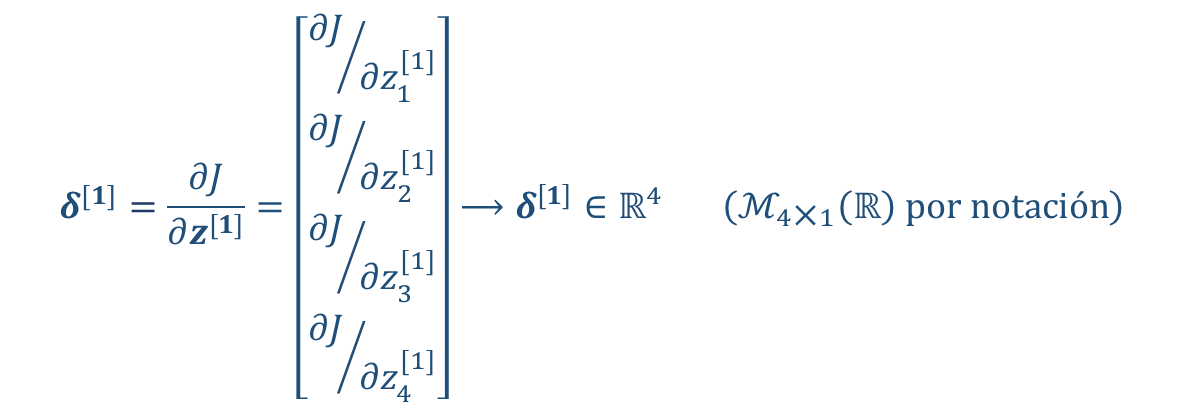 𝜹^[𝟏] = ∂J / ∂𝒛^[𝟏] = [ ∂J/∂z_1^[1] ∂J/∂z_2^[1] ∂J/∂z_3^[1] ∂J/∂z_4^[1] ] ⟶ 𝜹^[𝟏] ∈ ℝ^4 (ℳ_{4×1}(ℝ) por notación)